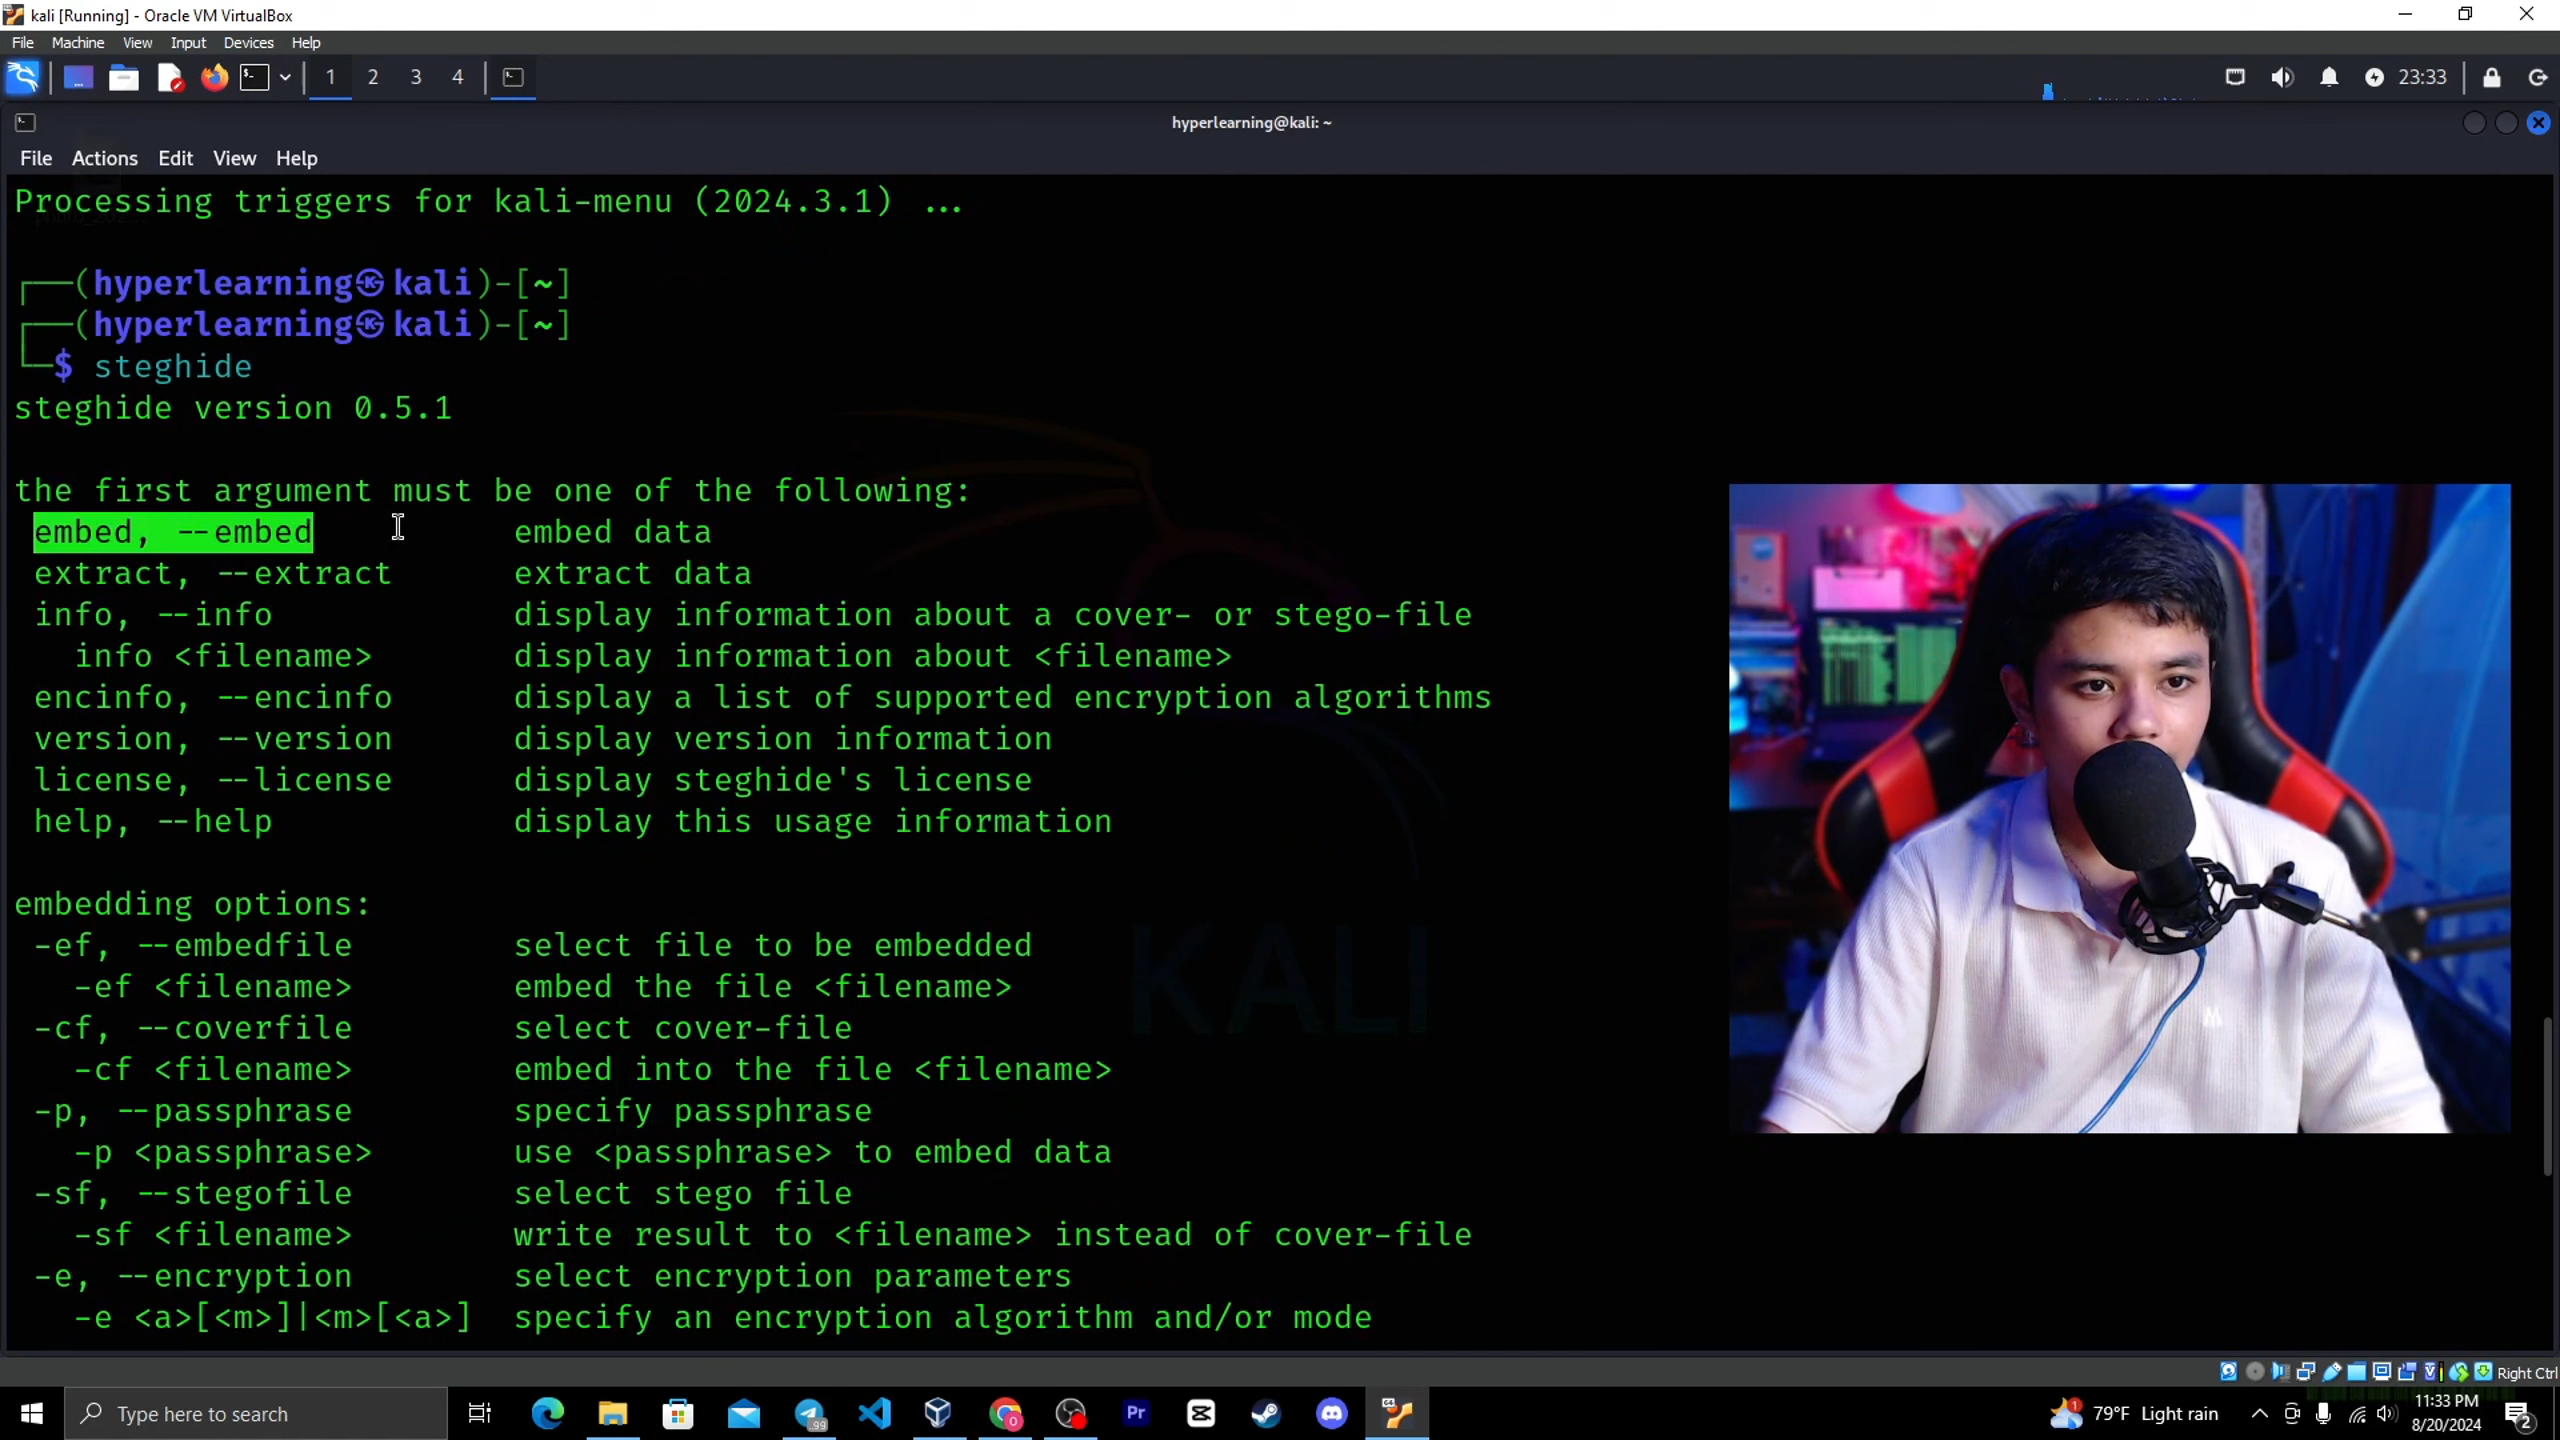 kali [Running] - Oracle VM VirtualBox
File Machine View Input Devices Help
1 2 3 4 23:33
hyperlearning@kali: ~
File Actions Edit View Help
Processing triggers for kali-menu (2024.3.1) ...
┌──(hyperlearning㉿kali)-[~]
┌──(hyperlearning㉿kali)-[~]
└─$ steghide
steghide version 0.5.1
the first argument must be one of the following:
embed, --embed embed data
extract, --extract extract data
info, --info display information about a cover- or stego-file
info <filename> display information about <filename>
encinfo, --encinfo display a list of supported encryption algorithms
version, --version display version information
license, --license display steghide's license
help, --help display this usage information
embedding options:
-ef, --embedfile select file to be embedded
-ef <filename> embed the file <filename>
-cf, --coverfile select cover-file
-cf <filename> embed into the file <filename>
-p, --passphrase specify passphrase
-p <passphrase> use <passphrase> to embed data
-sf, --stegofile select stego file
-sf <filename> write result to <filename> instead of cover-file
-e, --encryption select encryption parameters
-e <a>[<m>]|<m>[<a>] specify an encryption algorithm and/or mode
KALI
Right Ctrl
Type here to search
99
Pr
64
1
79°F Light rain
11:33 PM
8/20/2024
2